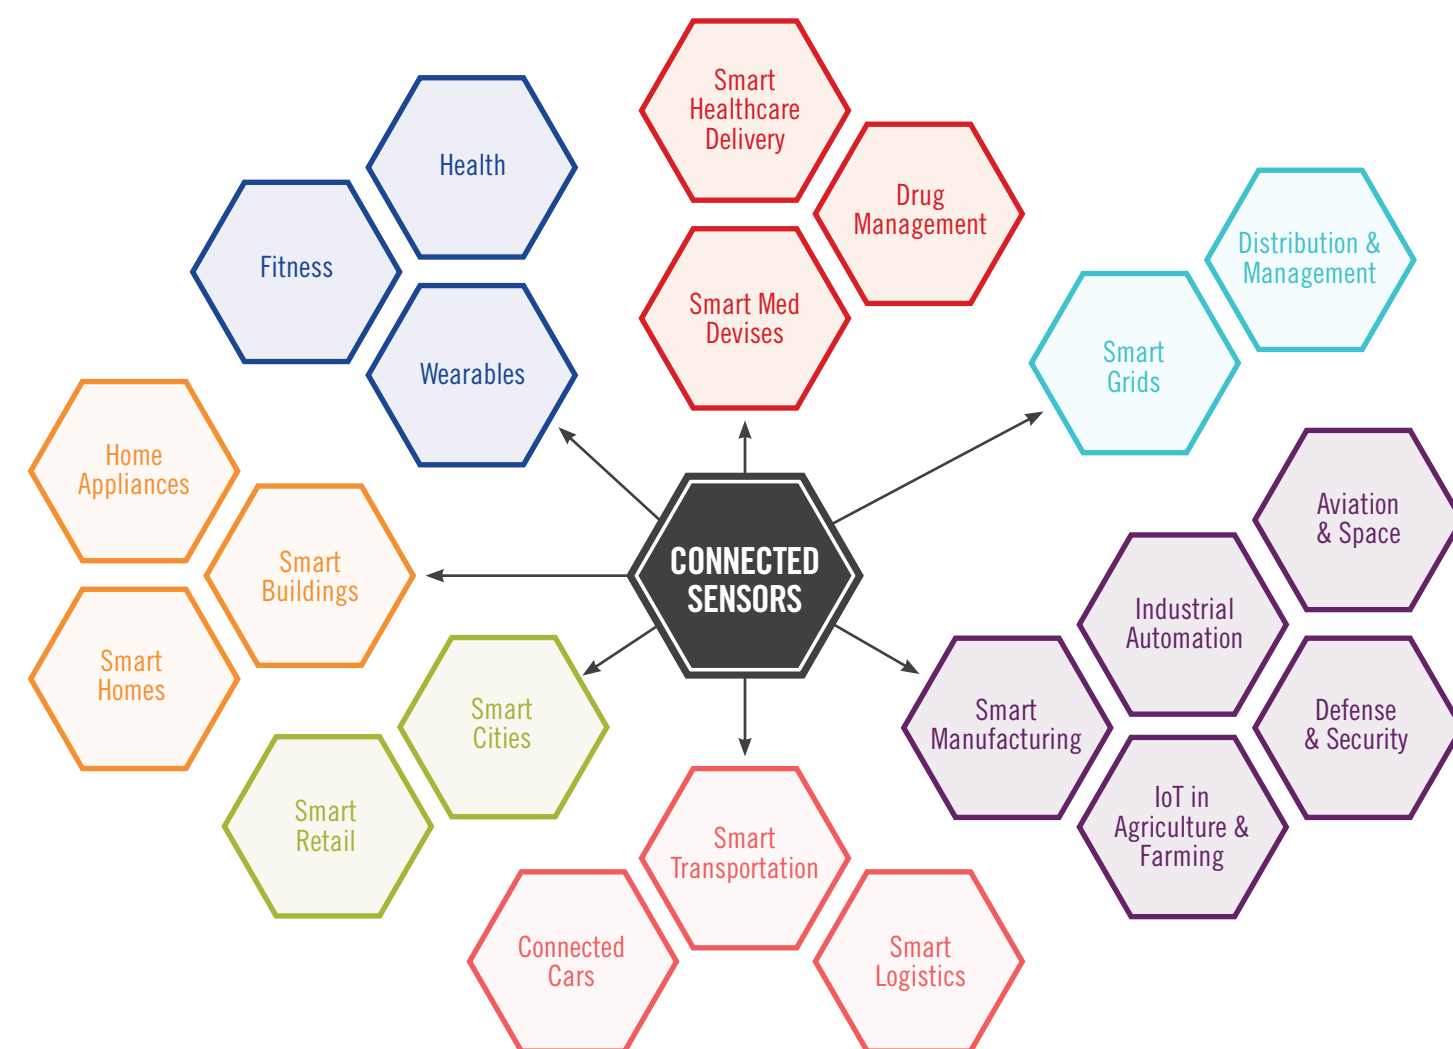 Smart
Healthcare
Delivery
Drug
Management
Smart Med
Devises
Health
Fitness
Wearables
Distribution &
Management
Smart
Grids
Home
Appliances
Smart
Buildings
Smart
Homes
CONNECTED
SENSORS
Aviation
& Space
Industrial
Automation
Smart
Manufacturing
Defense
& Security
IoT in
Agriculture &
Farming
Smart
Cities
Smart
Retail
Smart
Transportation
Connected
Cars
Smart
Logistics